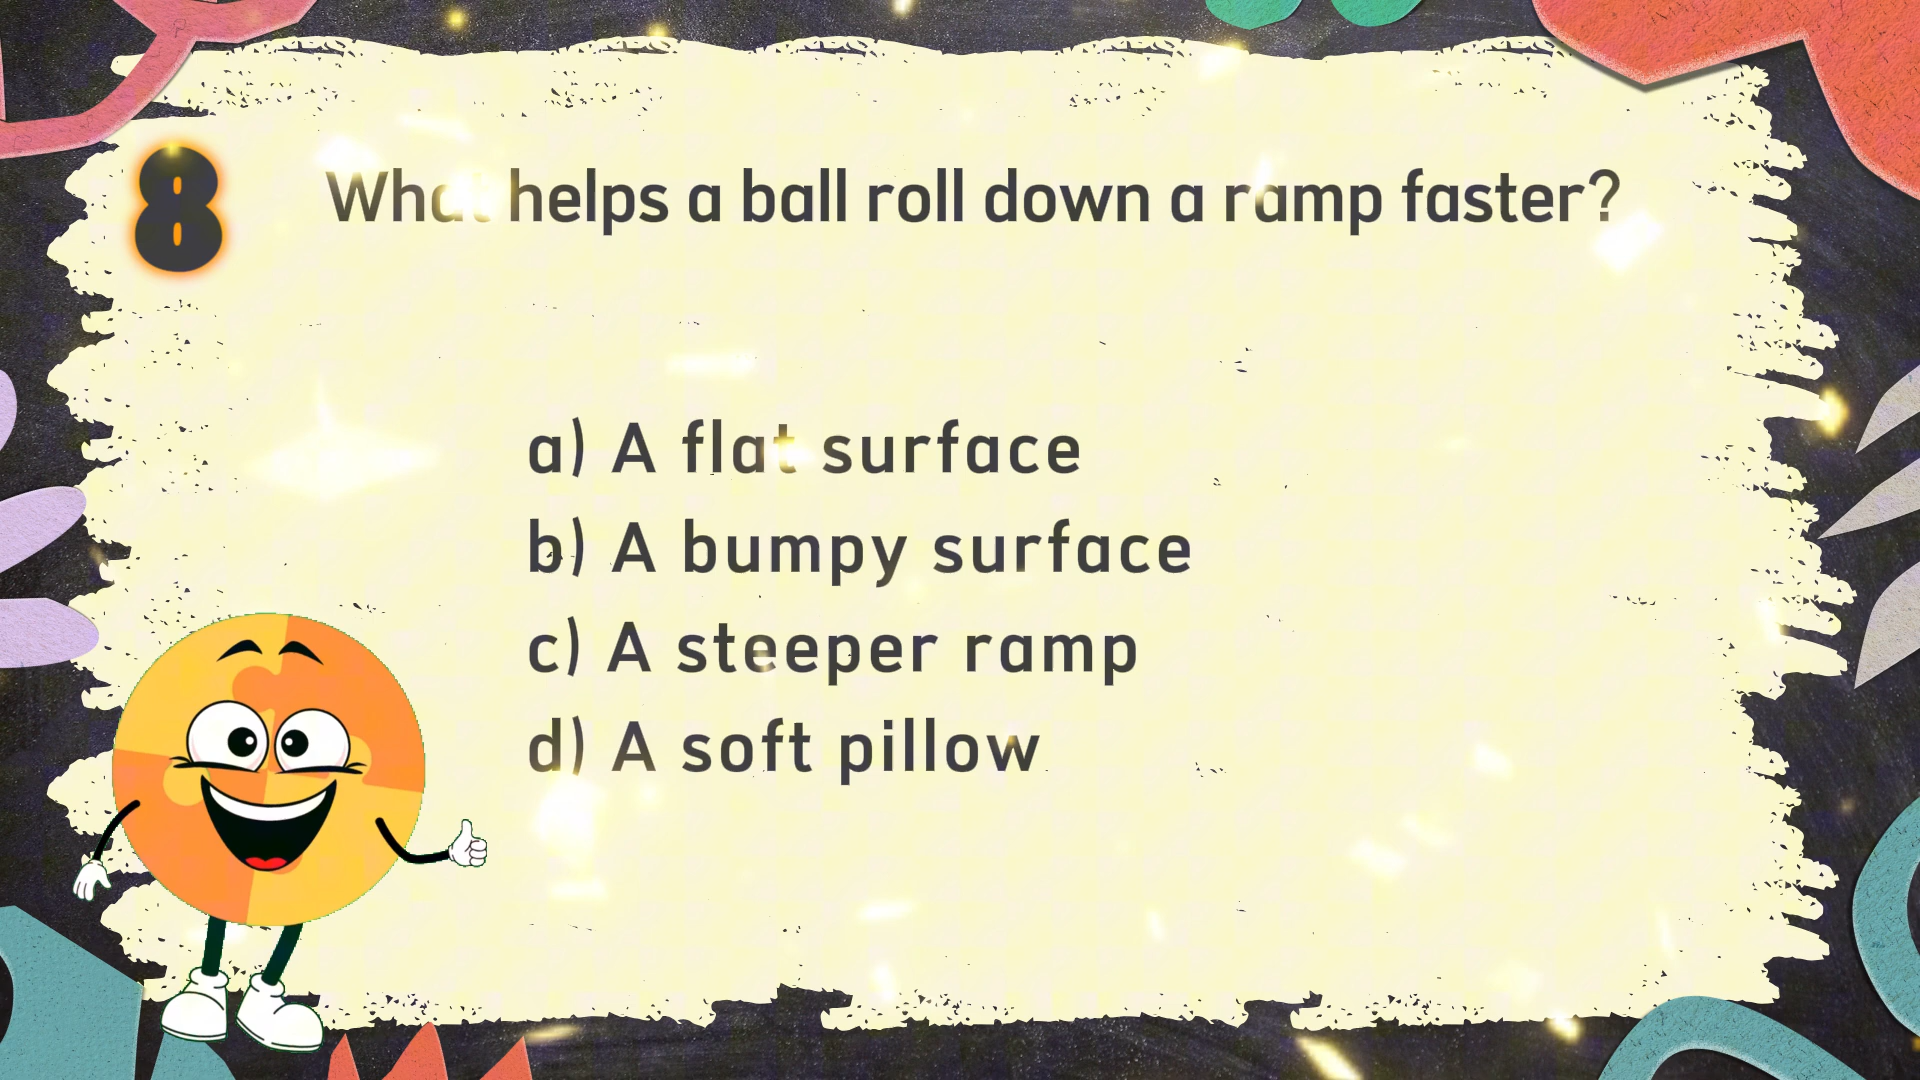 8
What helps a ball roll down a ramp faster?
a) A flat surface
b) A bumpy surface
c) A steeper ramp
d) A soft pillow